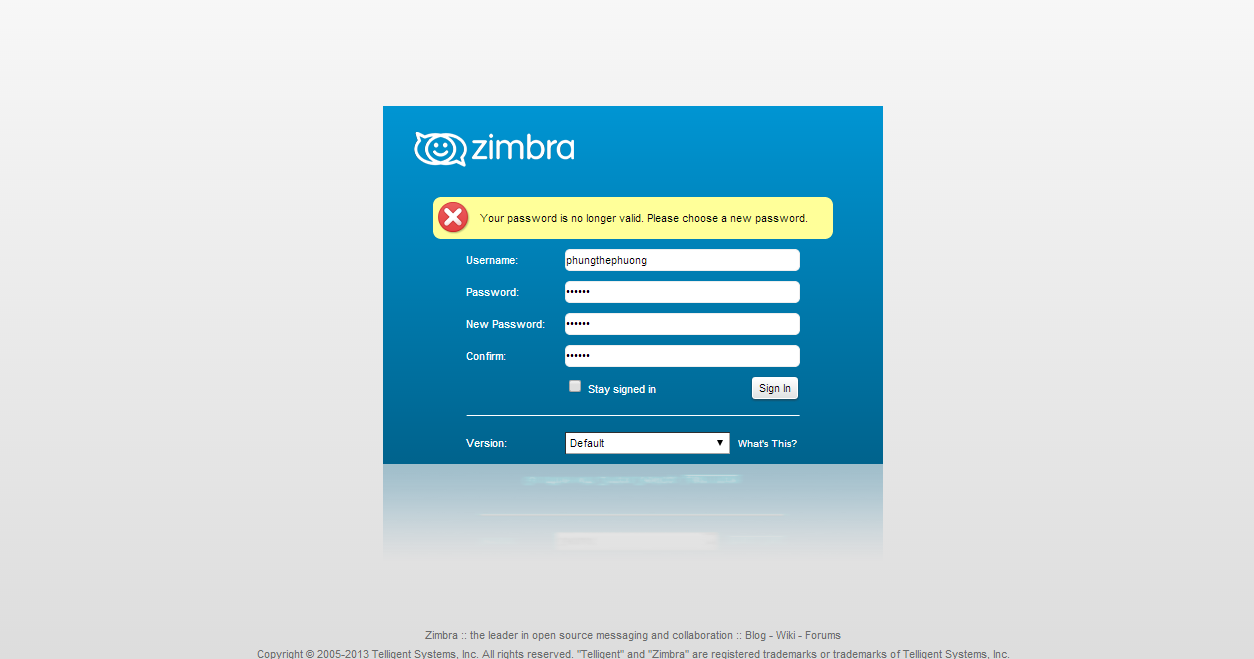 zimbra
Your password is no longer valid. Please choose a new password.
Username: phungthephuong
Password: ••••••
New Password: ••••••
Confirm: ••••••
Stay signed in Sign In
Version: Default ▼ What's This?
Zimbra :: the leader in open source messaging and collaboration :: Blog - Wiki - Forums
Copyright © 2005-2013 Telligent Systems, Inc. All rights reserved. "Telligent" and "Zimbra" are registered trademarks or trademarks of Telligent Systems, Inc.